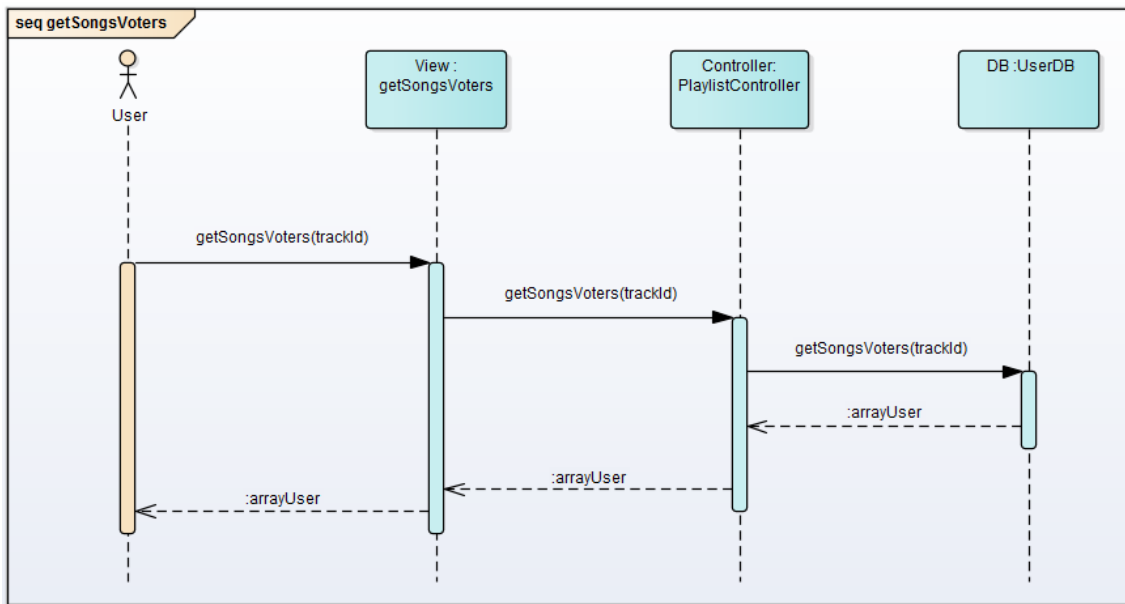 seq getSongsVoters
User
View :
getSongsVoters
Controller:
PlaylistController
DB :UserDB
getSongsVoters(trackId)
getSongsVoters(trackId)
getSongsVoters(trackId)
:arrayUser
:arrayUser
:arrayUser